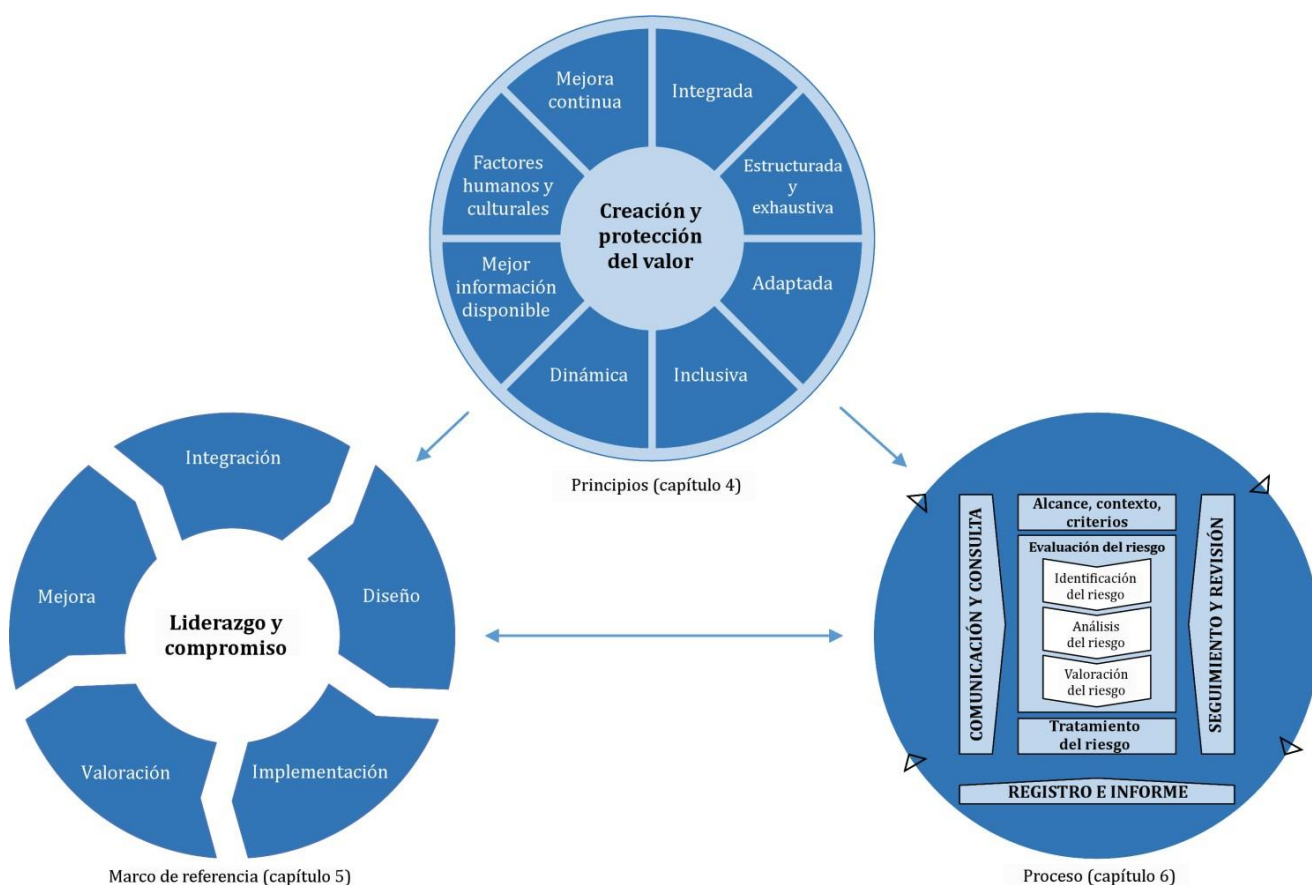 Mejora
continua
Integrada
Estructurada
y
exhaustiva
Adaptada
Inclusiva
Dinámica
Mejor
información
disponible
Factores
humanos y
culturales
Creación y
protección
del valor
Principios (capítulo 4)
Integración
Diseño
Implementación
Valoración
Mejora
Liderazgo y
compromiso
Marco de referencia (capítulo 5)
COMUNICACIÓN Y CONSULTA
Alcance, contexto,
criterios
Evaluación del riesgo
Identificación
del riesgo
Análisis
del riesgo
Valoración
del riesgo
Tratamiento
del riesgo
SEGUIMIENTO Y REVISIÓN
REGISTRO E INFORME
Proceso (capítulo 6)